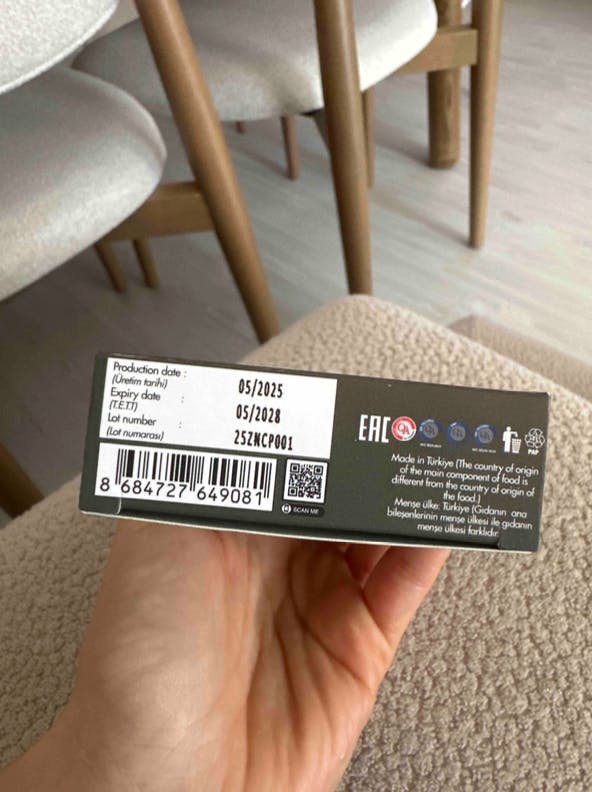 Production date :
(Üretim tarihi)
05/2025
Expiry date :
(T.E.T.T)
05/2028
Lot number :
(Lot numarası)
25ZNCP001
8 684727 649081
SCAN ME
EAC
PAP
Made in Türkiye (The country of origin
of the main component of food is
different from the country of origin of
the food.)
Menşe ülke: Türkiye (Gıdanın ana
bileşenlerinin menşe ülkesi ile gıdanın
menşe ülkesi farklıdır.